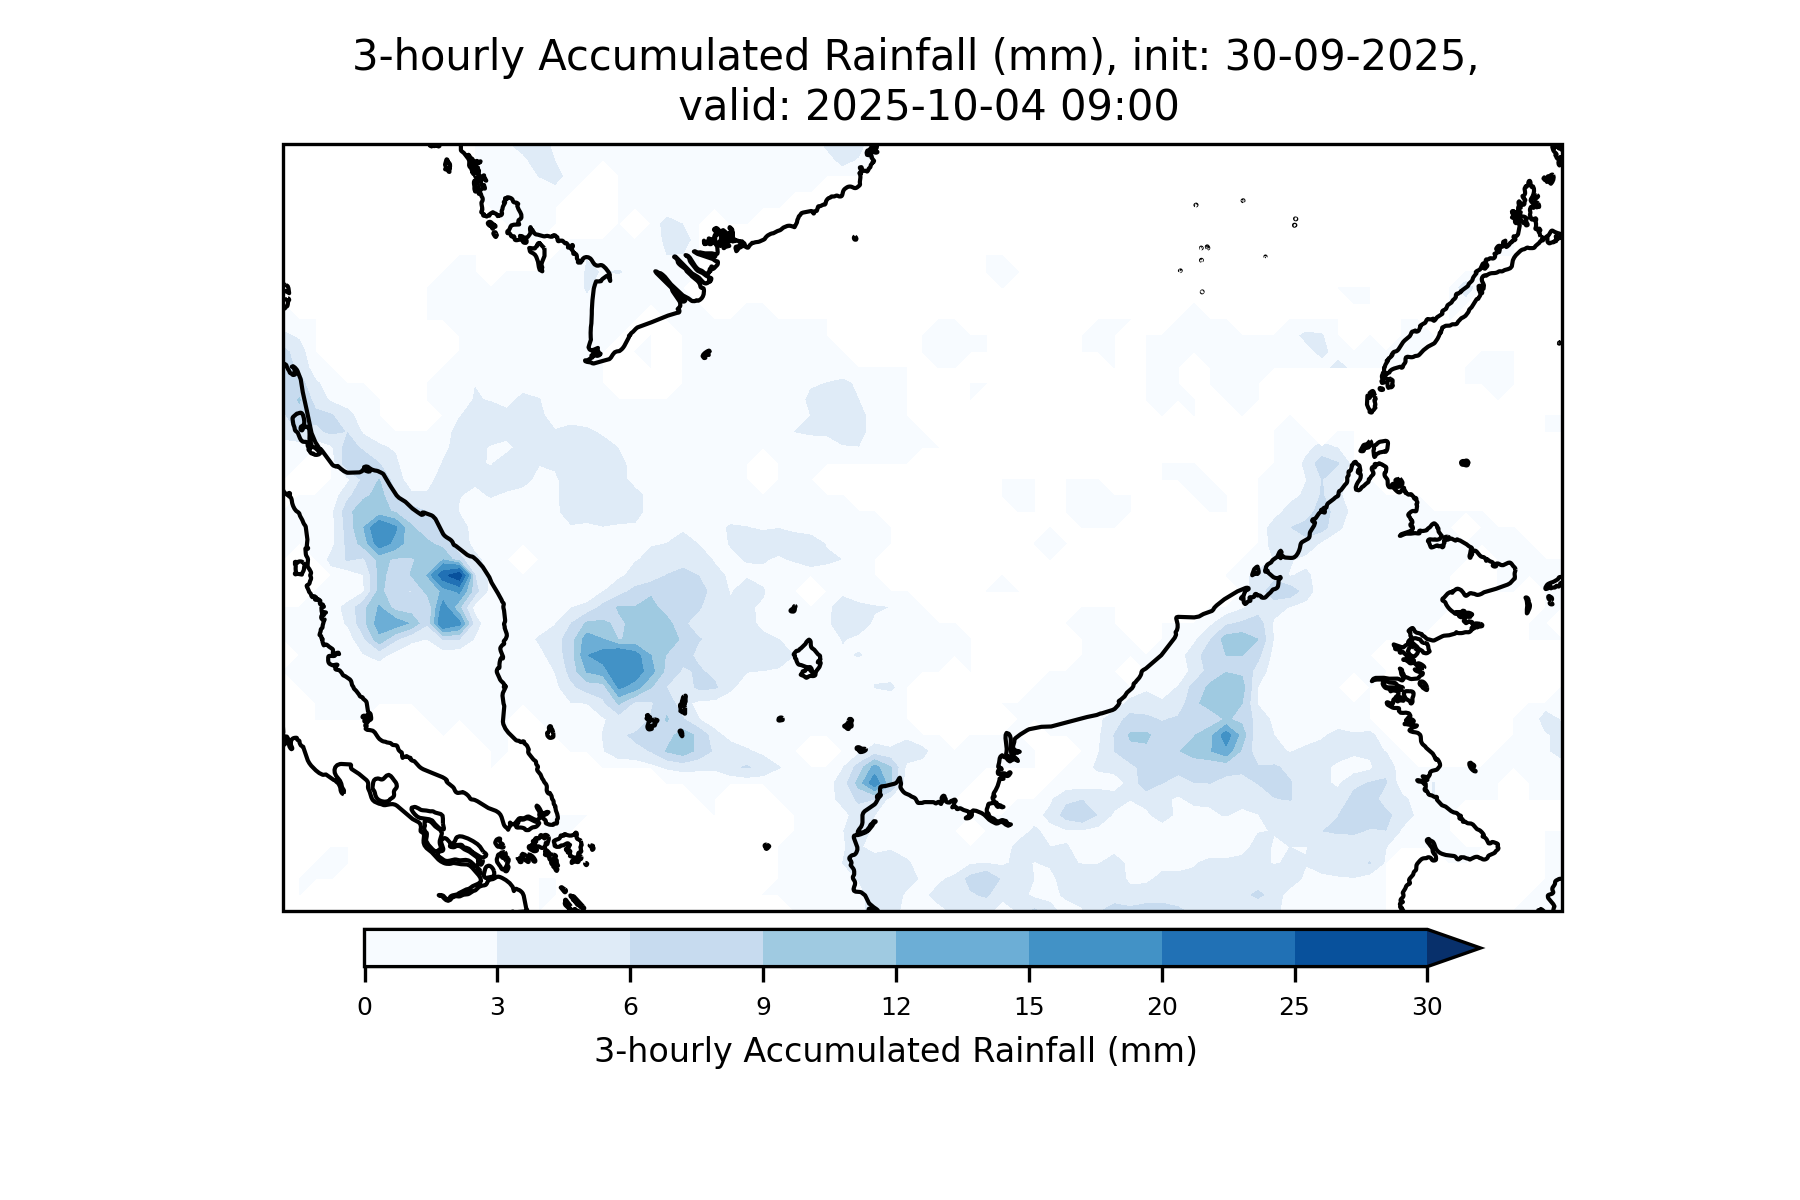 3-hourly Accumulated Rainfall (mm), init: 30-09-2025,
valid: 2025-10-04 09:00
0 3 6 9 12 15 20 25 30
3-hourly Accumulated Rainfall (mm)